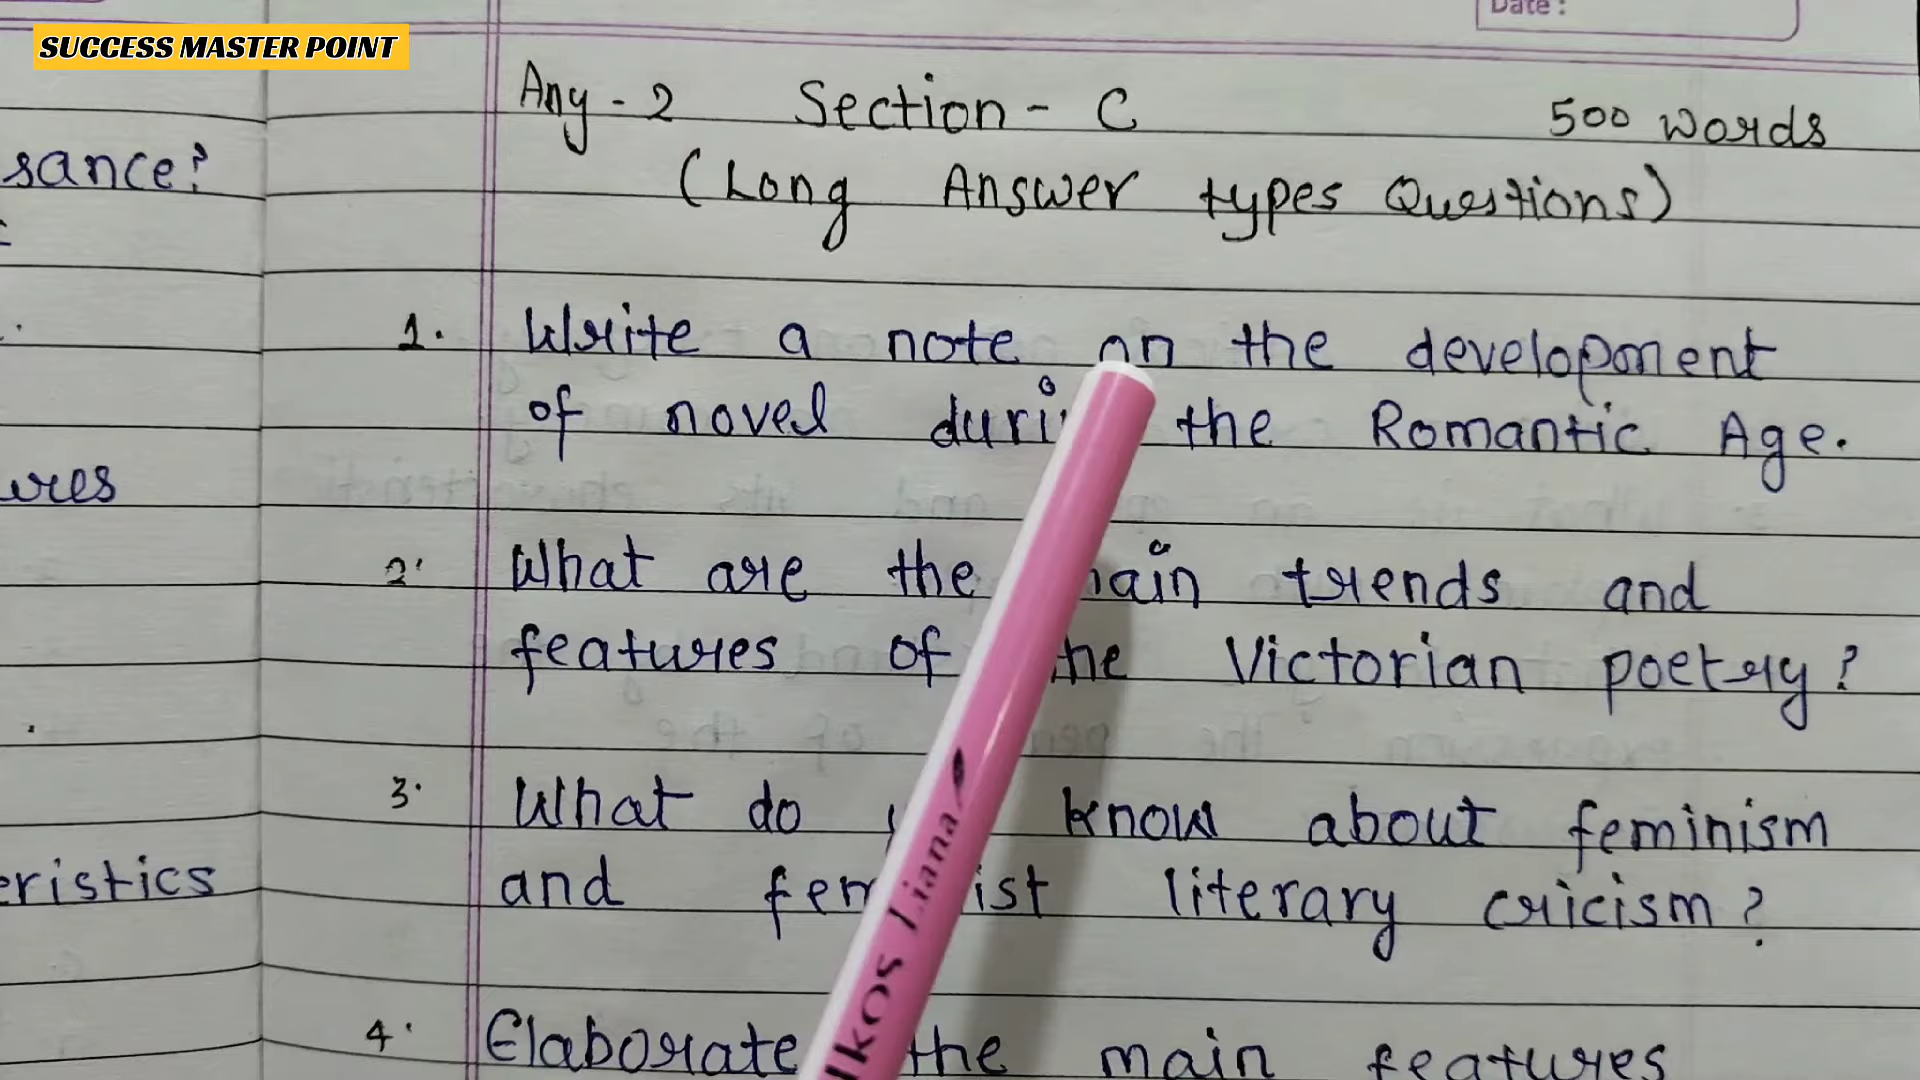 SUCCESS MASTER POINT
Date :
Any - 2 Section - C 500 words
(Long Answer types Questions)
sance?
1. Write a note on the development
of novel the Romantic Age.
ures
2. What are the trends and
features of Victorian poetry?
3. What do know about feminism
eristics
and literary cricism?
4. Elaborate the main features